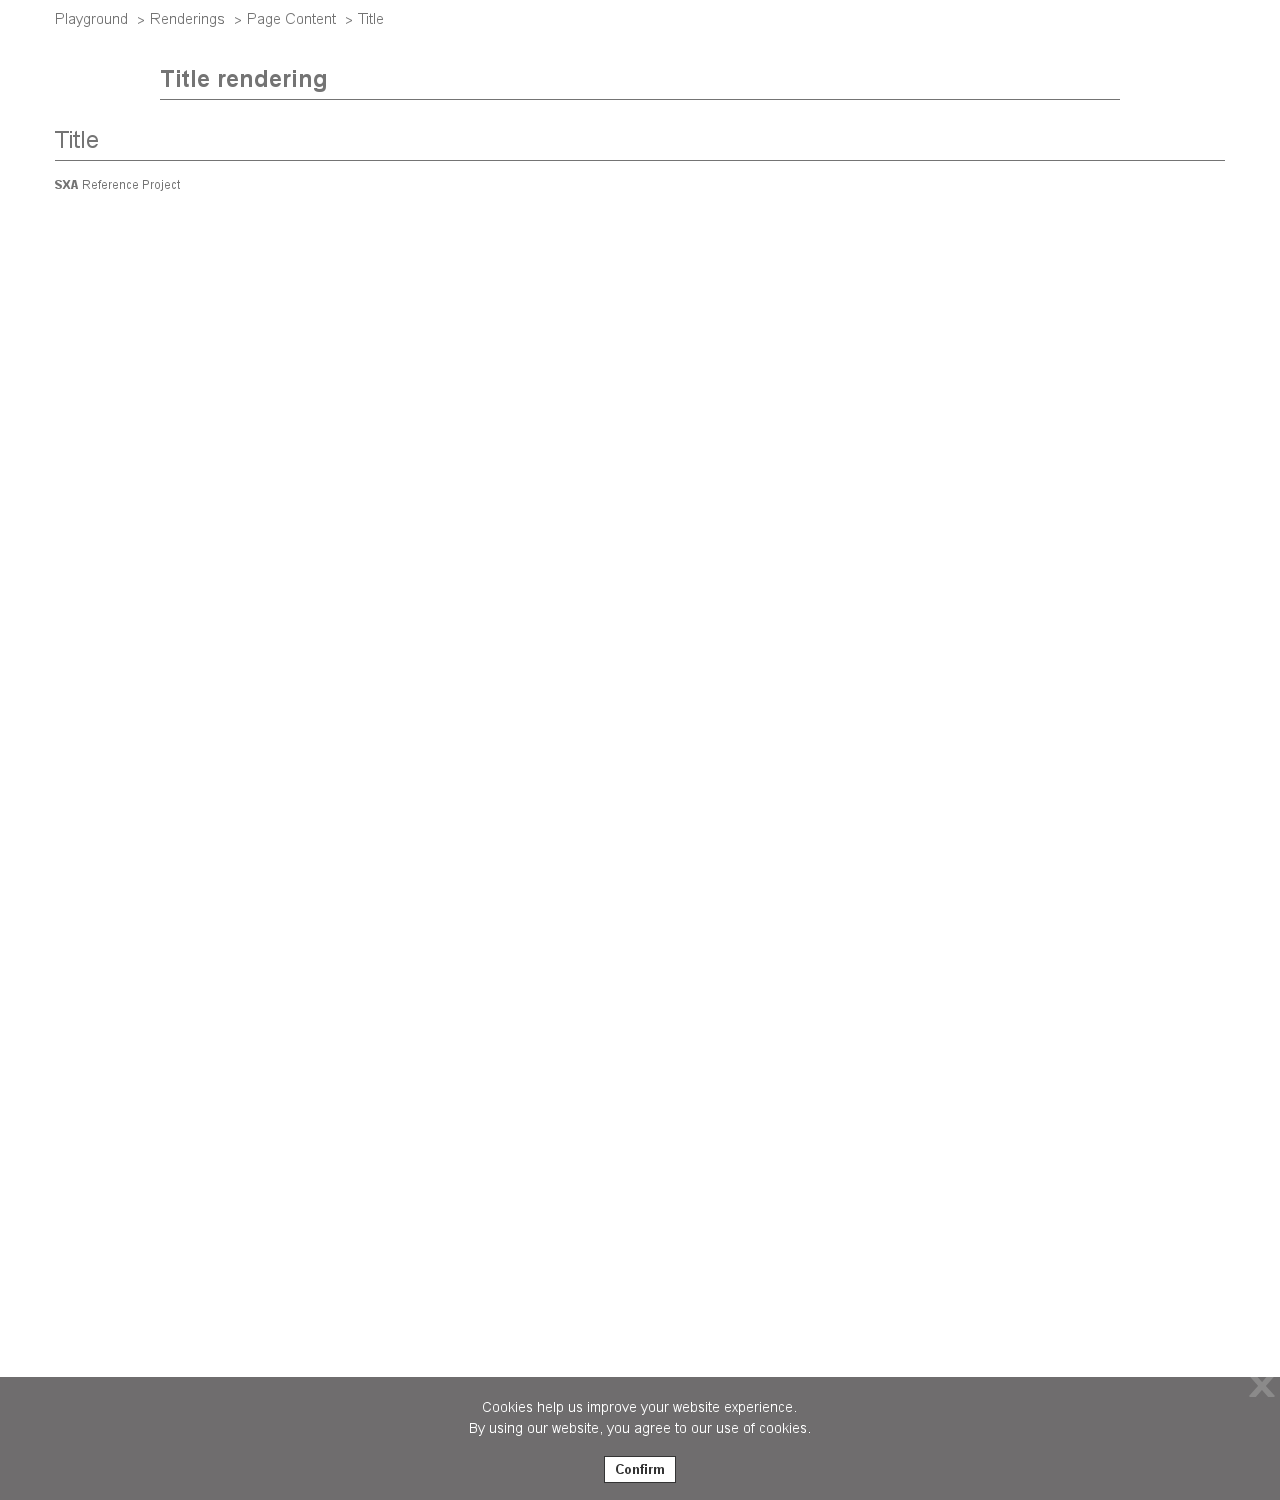 Playground > Renderings > Page Content > Title
Title rendering
Title
SXA Reference Project
X
Cookies help us improve your website experience.
By using our website, you agree to our use of cookies.
Confirm